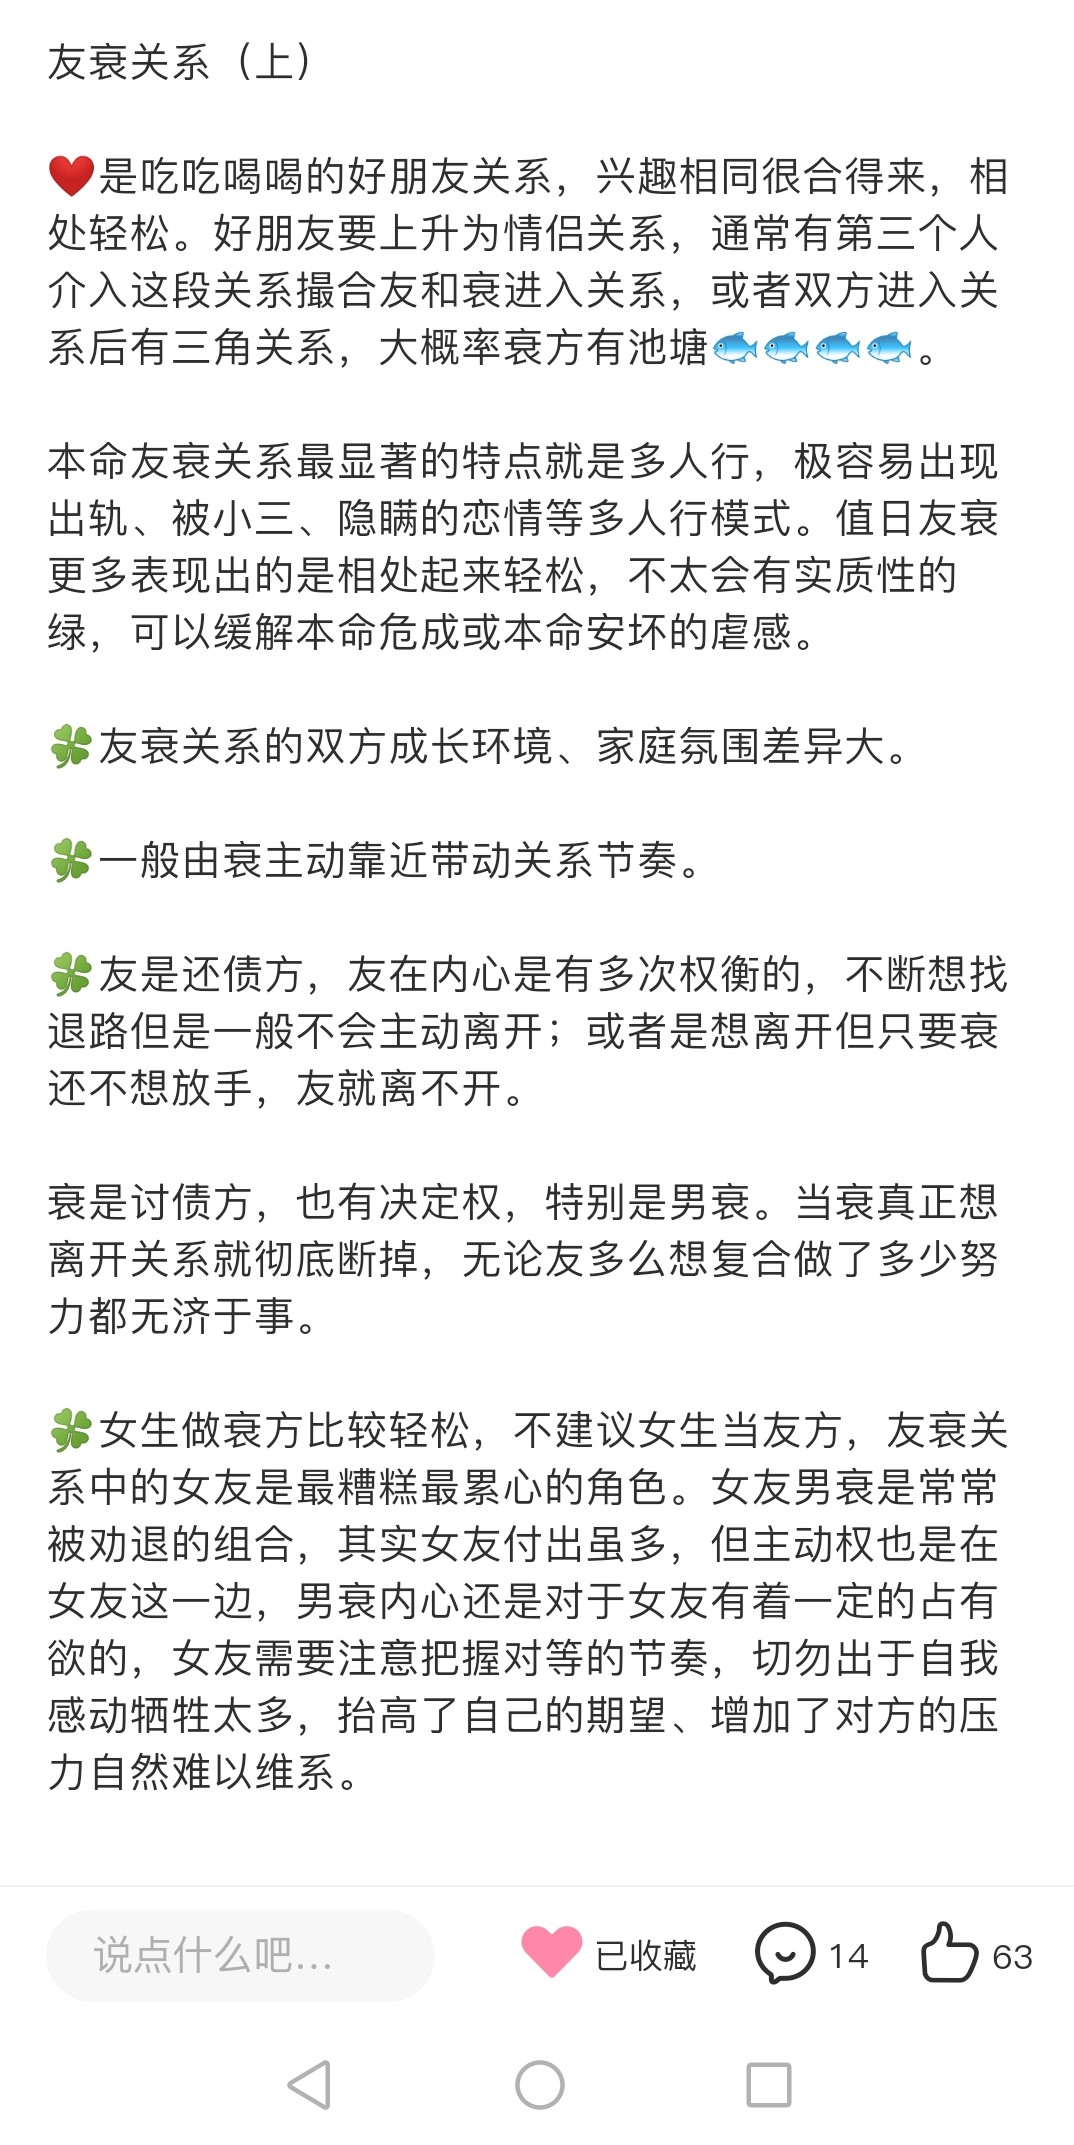 友衰关系（上）
❤️是吃吃喝喝的好朋友关系，兴趣相同很合得来，相
处轻松。好朋友要上升为情侣关系，通常有第三个人
介入这段关系撮合友和衰进入关系，或者双方进入关
系后有三角关系，大概率衰方有池塘🐟🐟🐟🐟。
本命友衰关系最显著的特点就是多人行，极容易出现
出轨、被小三、隐瞒的恋情等多人行模式。值日友衰
更多表现出的是相处起来轻松，不太会有实质性的
绿，可以缓解本命危成或本命安坏的虐感。
🍀友衰关系的双方成长环境、家庭氛围差异大。
🍀一般由衰主动靠近带动关系节奏。
🍀友是还债方，友在内心是有多次权衡的，不断想找
退路但是一般不会主动离开；或者是想离开但只要衰
还不想放手，友就离不开。
衰是讨债方，也有决定权，特别是男衰。当衰真正想
离开关系就彻底断掉，无论友多么想复合做了多少努
力都无济于事。
🍀女生做衰方比较轻松，不建议女生当友方，友衰关
系中的女友是最糟糕最累心的角色。女友男衰是常常
被劝退的组合，其实女友付出虽多，但主动权也是在
女友这一边，男衰内心还是对于女友有着一定的占有
欲的，女友需要注意把握对等的节奏，切勿出于自我
感动牺牲太多，抬高了自己的期望、增加了对方的压
力自然难以维系。
说点什么吧... 已收藏 14 63